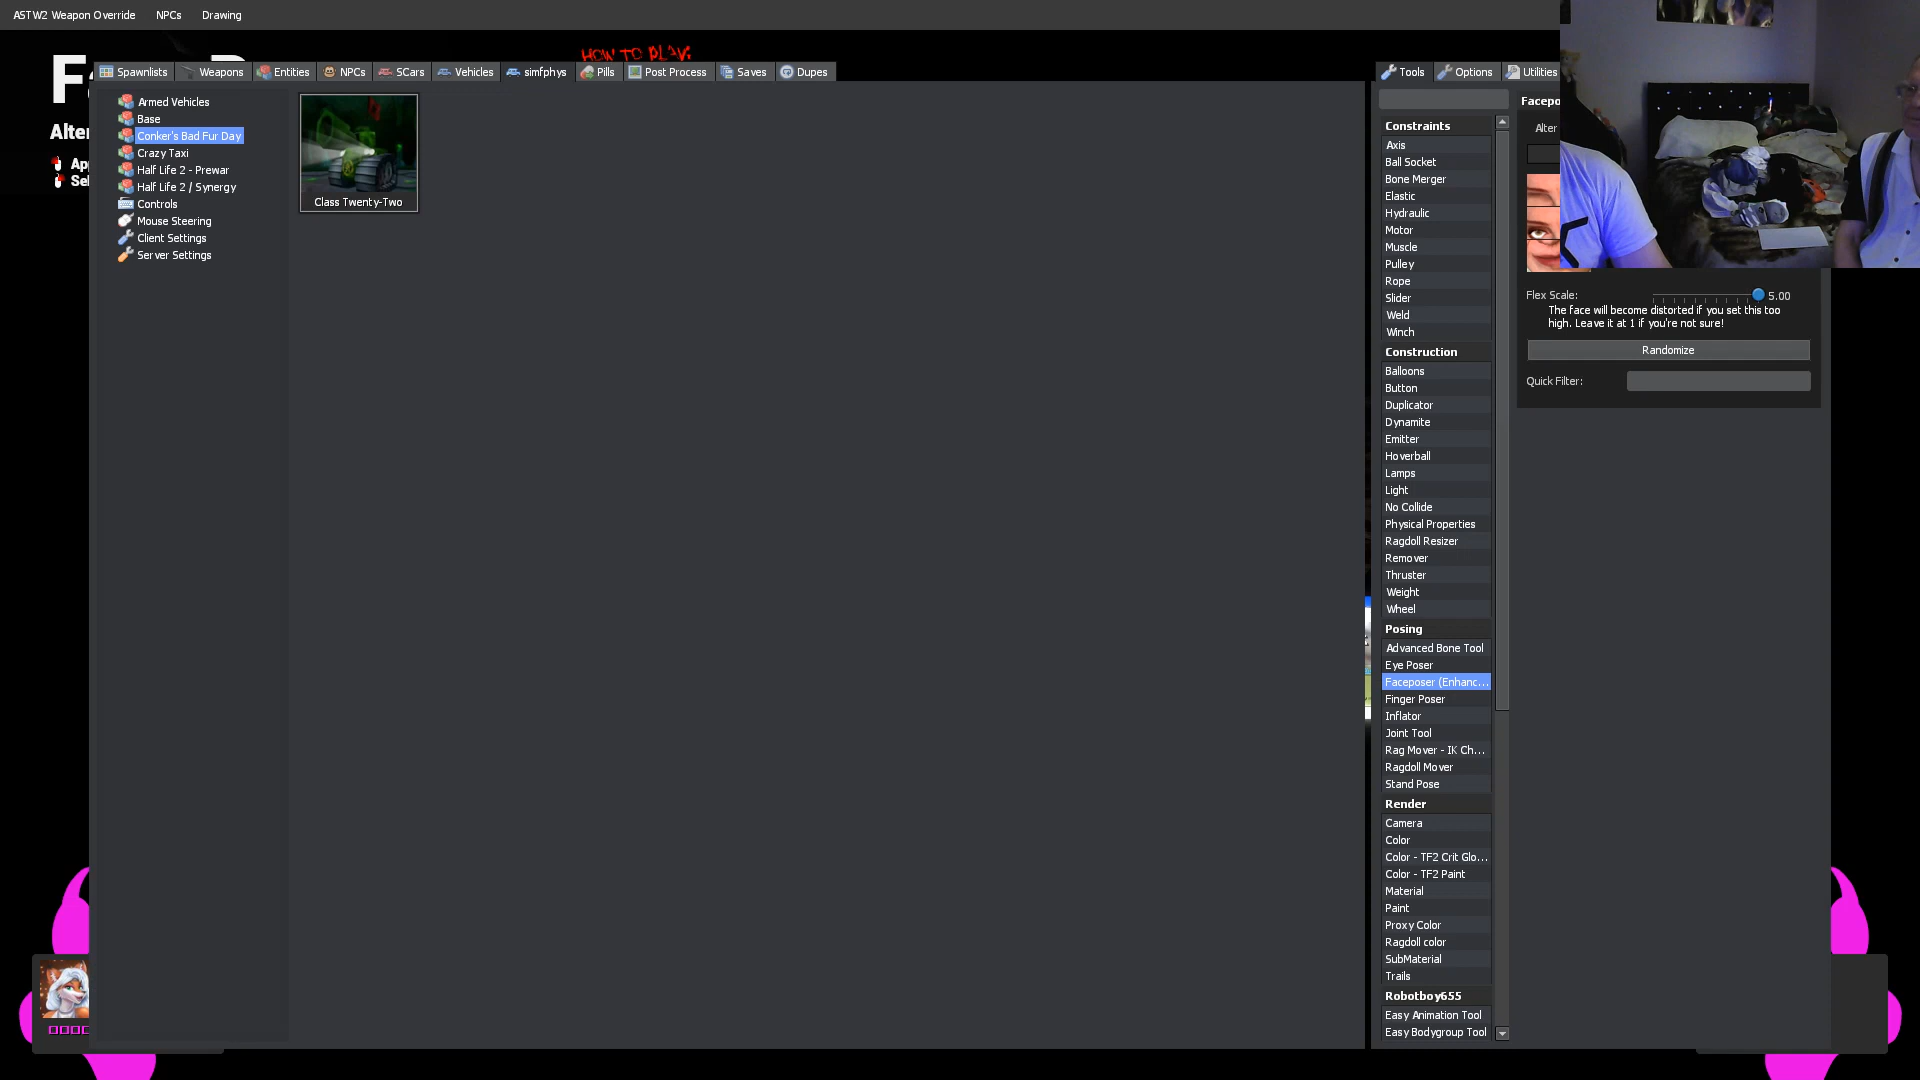 ASTW2 Weapon Override NPCs Drawing
HOW TO PLAY:
Spawnlists Weapons Entities NPCs SCars Vehicles simfphys Pills Post Process Saves Dupes
Tools Options Utilities
Armed Vehicles
Base
Conker's Bad Fur Day
Crazy Taxi
Half Life 2 - Prewar
Half Life 2 / Synergy
Controls
Mouse Steering
Client Settings
Server Settings
Class Twenty-Two
Constraints
Axis
Ball Socket
Bone Merger
Elastic
Hydraulic
Motor
Muscle
Pulley
Rope
Slider
Weld
Winch
Construction
Balloons
Button
Duplicator
Dynamite
Emitter
Hoverball
Lamps
Light
No Collide
Physical Properties
Ragdoll Resizer
Remover
Thruster
Weight
Wheel
Posing
Advanced Bone Tool
Eye Poser
Faceposer (Enhanc...
Finger Poser
Inflator
Joint Tool
Rag Mover - IK Ch...
Ragdoll Mover
Stand Pose
Render
Camera
Color
Color - TF2 Crit Glo...
Color - TF2 Paint
Material
Paint
Proxy Color
Ragdoll color
SubMaterial
Trails
Robotboy655
Easy Animation Tool
Easy Bodygroup Tool
Facepo
Alter
Flex Scale: 5.00
The face will become distorted if you set this too
high. Leave it at 1 if you're not sure!
Randomize
Quick Filter:
Alter
App
Sel